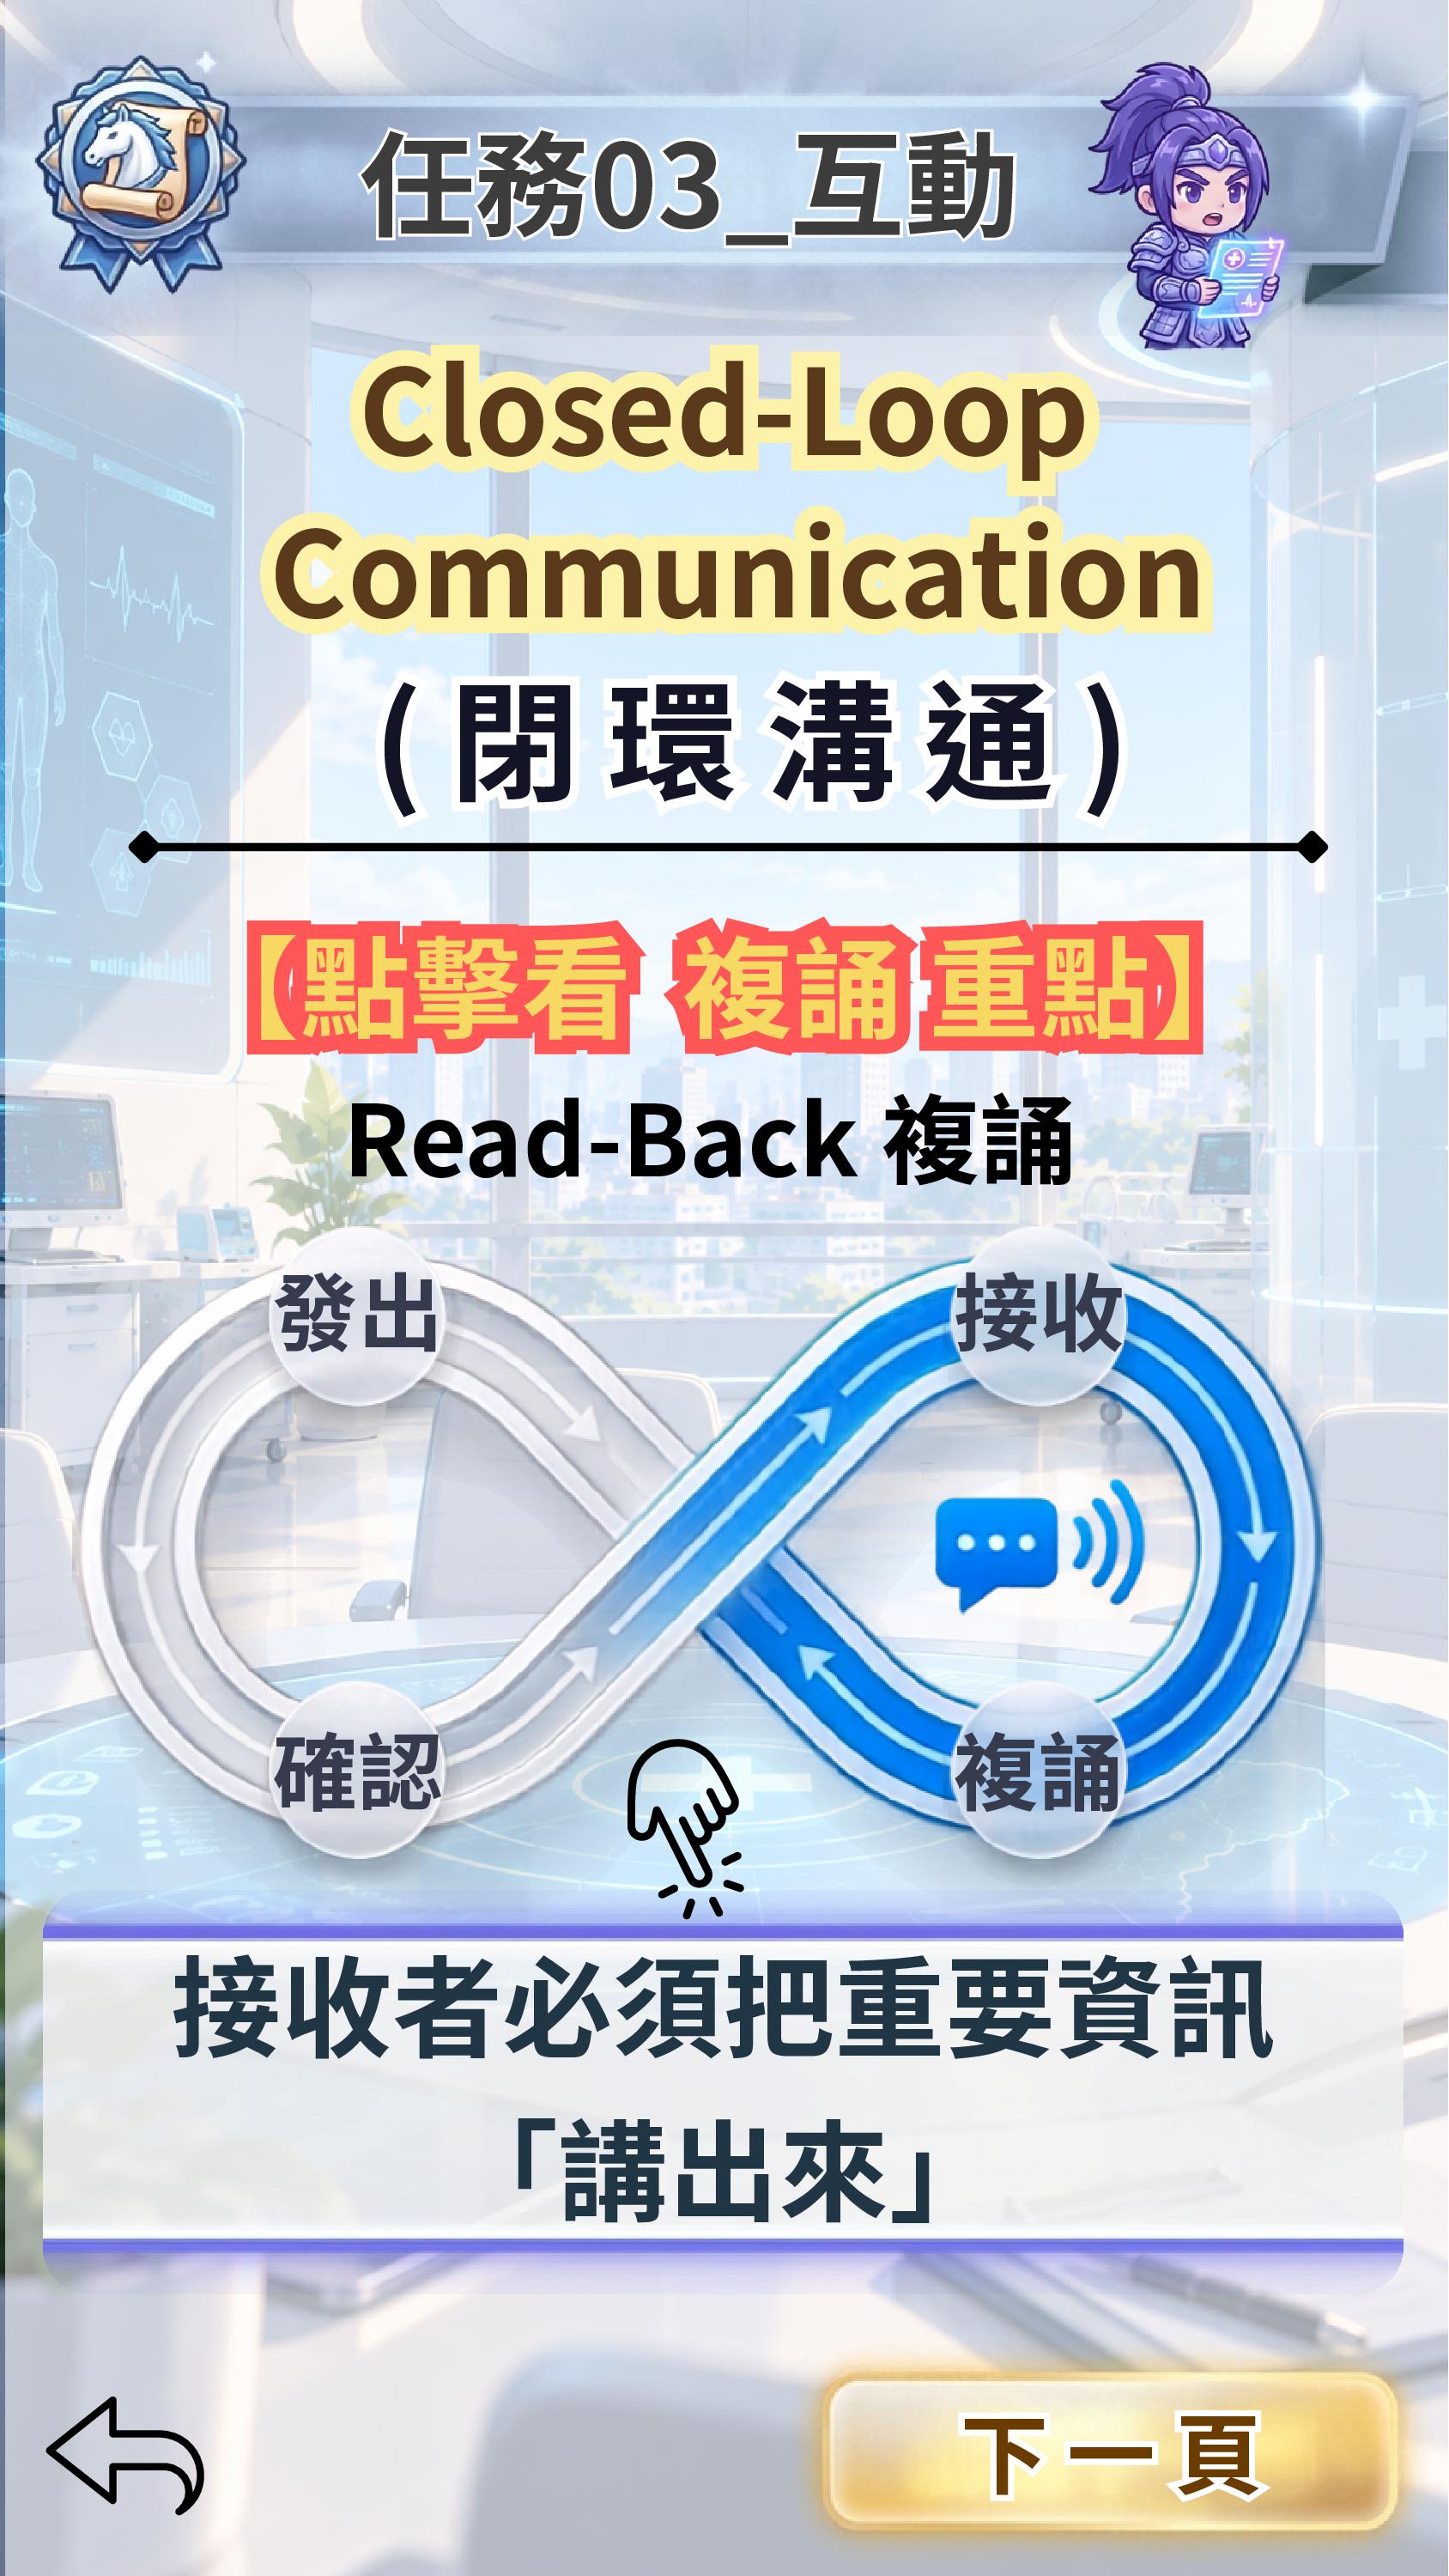 任務03_互動
Closed-Loop
Communication
(閉環溝通)
【點擊看 複誦重點】
Read-Back 複誦
發出
接收
確認
複誦
接收者必須把重要資訊
「講出來」
下一頁